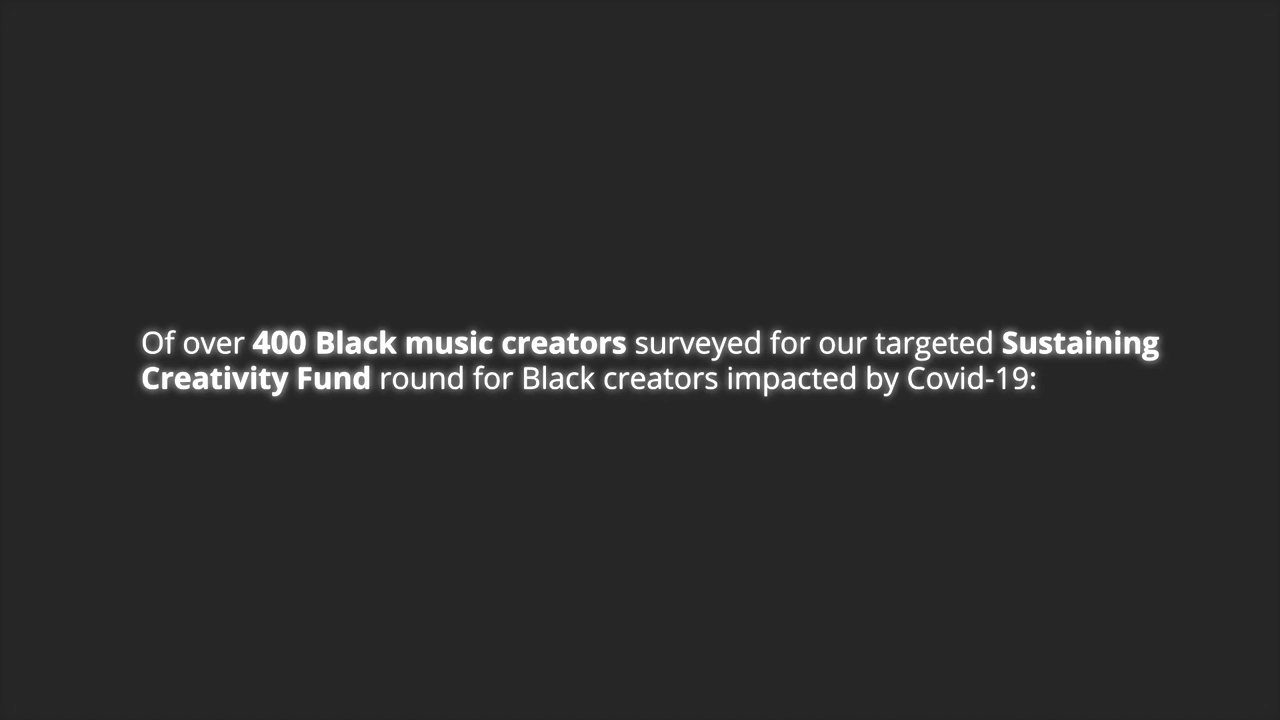 Of over 400 Black music creators surveyed for our targeted Sustaining
Creativity Fund round for Black creators impacted by Covid-19: